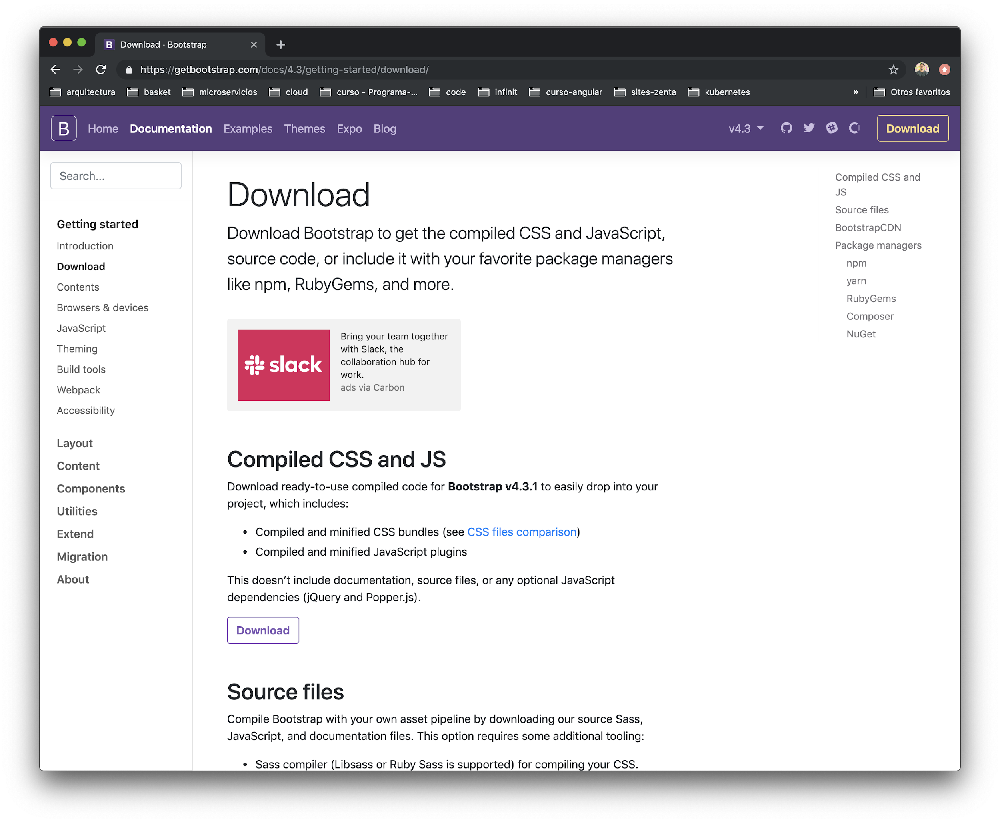 B Download · Bootstrap
https://getbootstrap.com/docs/4.3/getting-started/download/
arquitectura basket microservicios cloud curso - Programa-... code infinit curso-angular sites-zenta kubernetes » Otros favoritos
B Home Documentation Examples Themes Expo Blog v4.3 Download
Search...
Getting started
Introduction
Download
Contents
Browsers & devices
JavaScript
Theming
Build tools
Webpack
Accessibility
Layout
Content
Components
Utilities
Extend
Migration
About
Download
Download Bootstrap to get the compiled CSS and JavaScript,
source code, or include it with your favorite package managers
like npm, RubyGems, and more.
slack
Bring your team together
with Slack, the
collaboration hub for
work.
ads via Carbon
Compiled CSS and JS
Download ready-to-use compiled code for Bootstrap v4.3.1 to easily drop into your
project, which includes:
• Compiled and minified CSS bundles (see CSS files comparison)
• Compiled and minified JavaScript plugins
This doesn’t include documentation, source files, or any optional JavaScript
dependencies (jQuery and Popper.js).
Download
Source files
Compile Bootstrap with your own asset pipeline by downloading our source Sass,
JavaScript, and documentation files. This option requires some additional tooling:
• Sass compiler (Libsass or Ruby Sass is supported) for compiling your CSS.
Compiled CSS and
JS
Source files
BootstrapCDN
Package managers
npm
yarn
RubyGems
Composer
NuGet